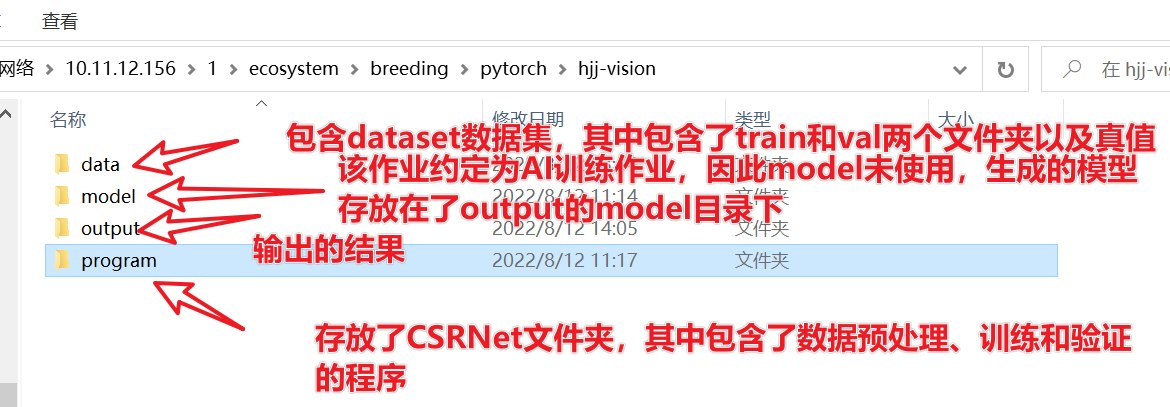 查看
网络 > 10.11.12.156 > 1 > ecosystem > breeding > pytorch > hjj-vision
在 hjj-vis
名称 修改日期 类型 大小
包含dataset数据集，其中包含了train和val两个文件夹以及真值
data
该作业约定为AI训练作业，因此model未使用，生成的模型
model 2022/8/12 11:14 文件夹
存放在了output的model目录下
output 2022/8/12 14:05 文件夹
输出的结果
program 2022/8/12 11:17 文件夹
存放了CSRNet文件夹，其中包含了数据预处理、训练和验证
的程序